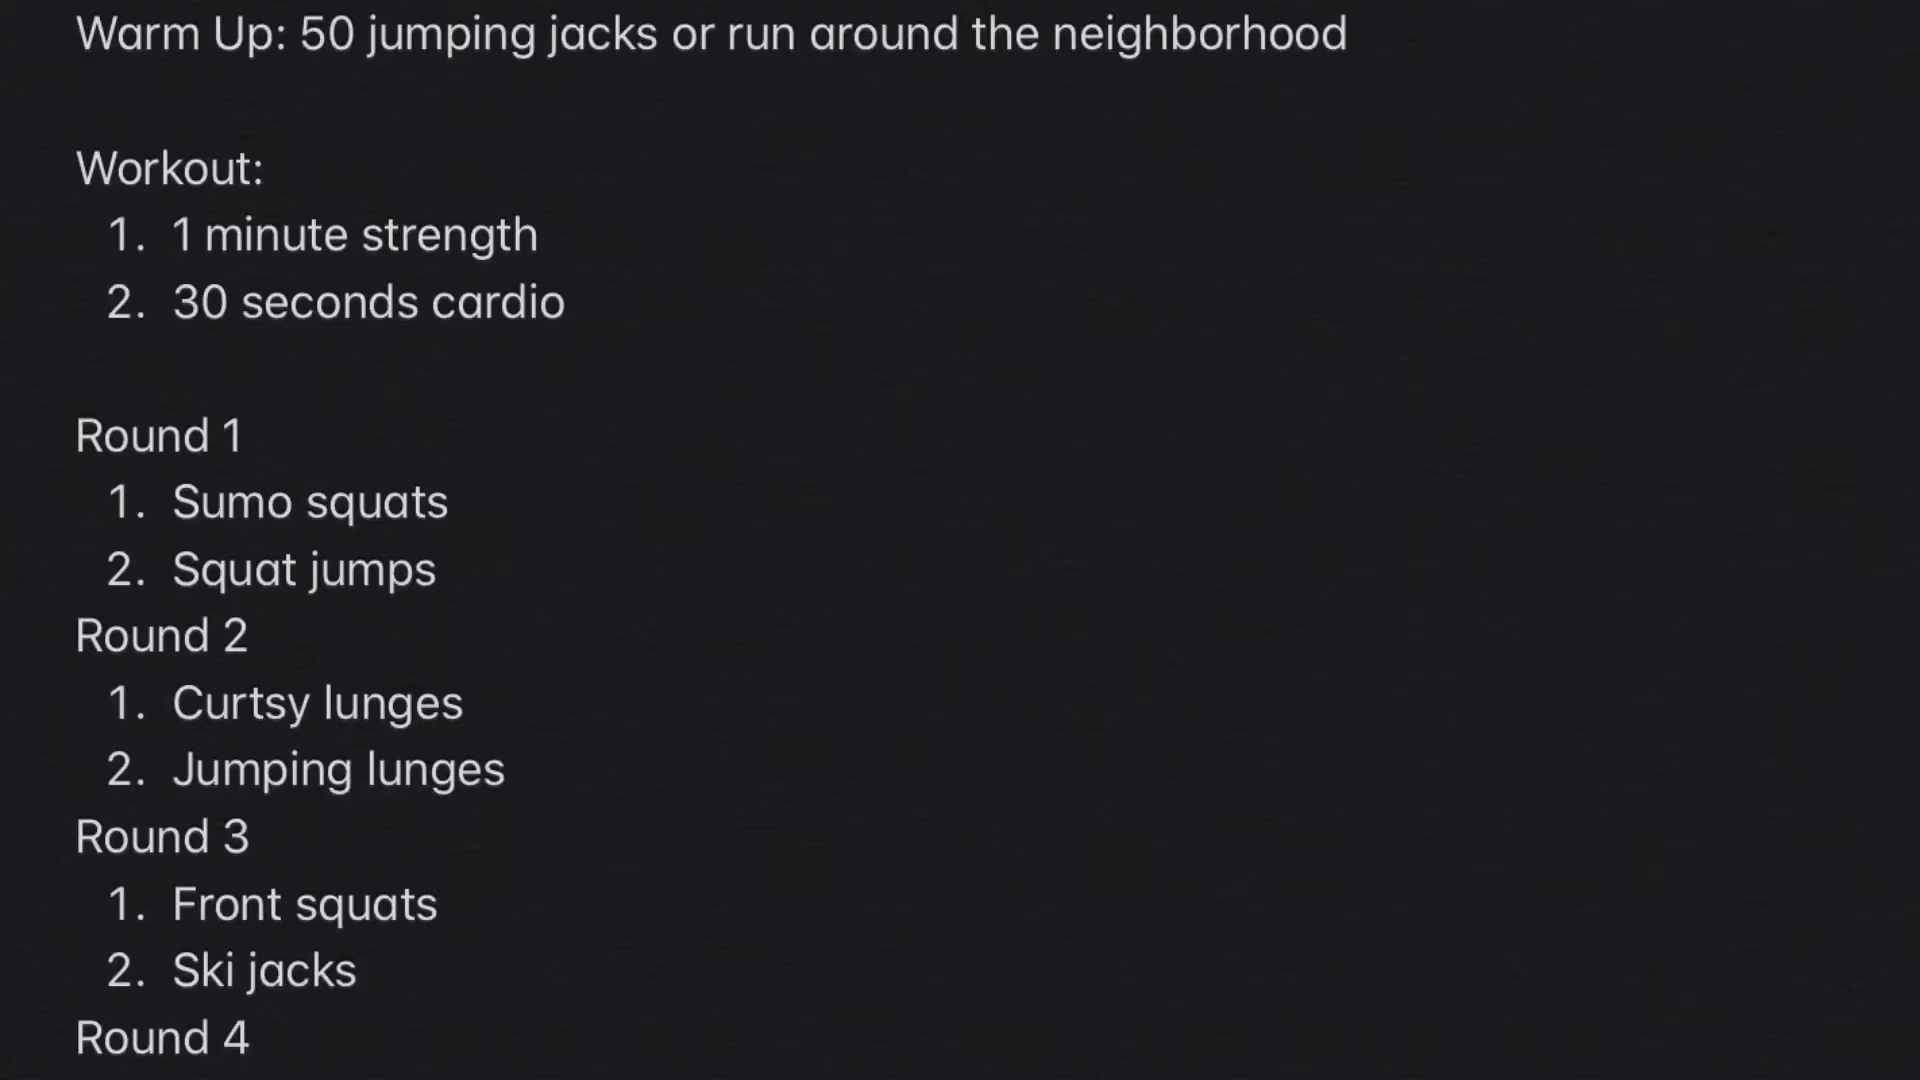 Warm Up: 50 jumping jacks or run around the neighborhood
Workout:
1. 1 minute strength
2. 30 seconds cardio
Round 1
1. Sumo squats
2. Squat jumps
Round 2
1. Curtsy lunges
2. Jumping lunges
Round 3
1. Front squats
2. Ski jacks
Round 4